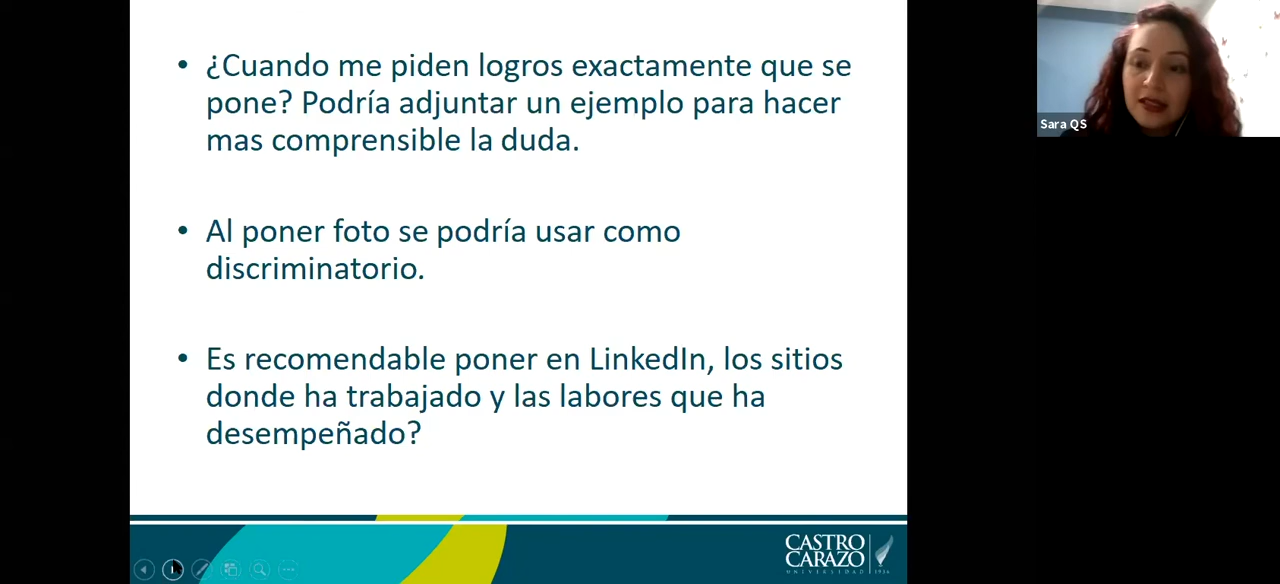 ¿Cuando me piden logros exactamente que se
pone? Podría adjuntar un ejemplo para hacer
mas comprensible la duda.
Al poner foto se podría usar como
discriminatorio.
Es recomendable poner en LinkedIn, los sitios
donde ha trabajado y las labores que ha
desempeñado?
Sara QS
CASTRO
CARAZO
UNIVERSIDAD